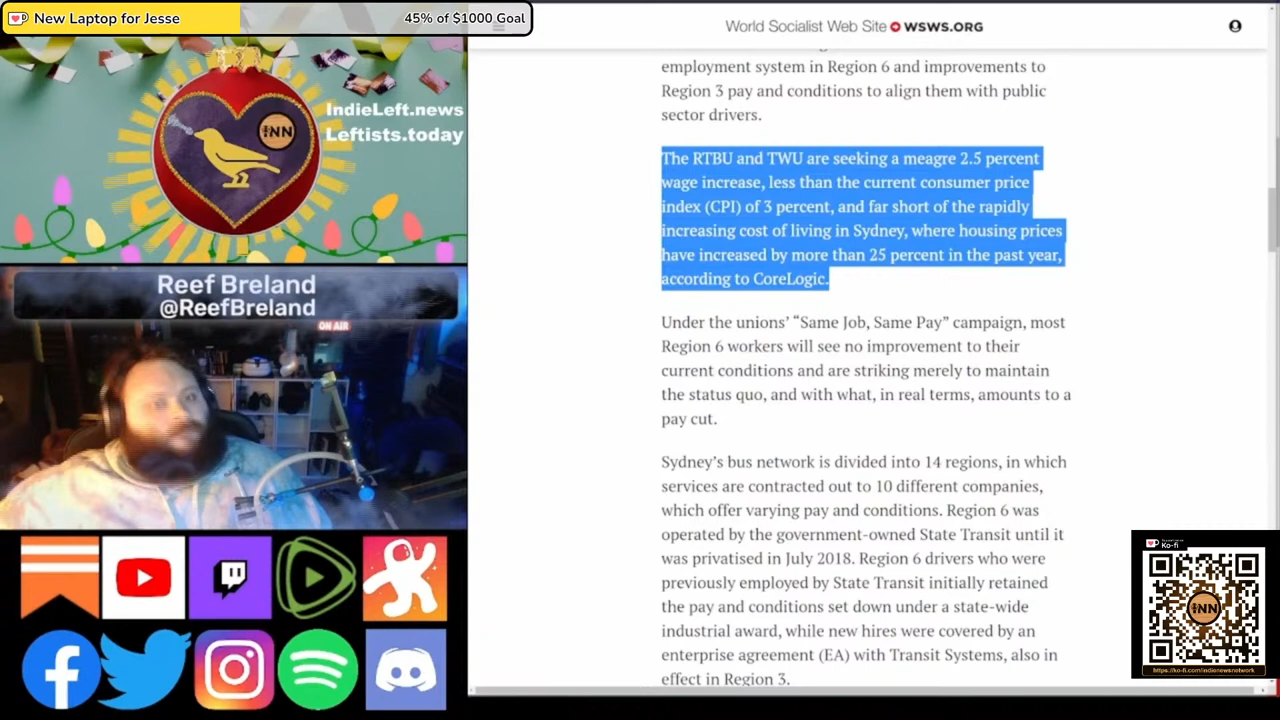 New Laptop for Jesse
45% of $1000 Goal
IndieLeft.news
Leftists.today
iNN
Reef Breland
@ReefBreland
ON AIR
World Socialist Web Site WSWS.ORG
employment system in Region 6 and improvements to
Region 3 pay and conditions to align them with public
sector drivers.
The RTBU and TWU are seeking a meagre 2.5 percent
wage increase, less than the current consumer price
index (CPI) of 3 percent, and far short of the rapidly
increasing cost of living in Sydney, where housing prices
have increased by more than 25 percent in the past year,
according to CoreLogic.
Under the unions’ “Same Job, Same Pay” campaign, most
Region 6 workers will see no improvement to their
current conditions and are striking merely to maintain
the status quo, and with what, in real terms, amounts to a
pay cut.
Sydney’s bus network is divided into 14 regions, in which
services are contracted out to 10 different companies,
which offer varying pay and conditions. Region 6 was
operated by the government-owned State Transit until it
was privatised in July 2018. Region 6 drivers who were
previously employed by State Transit initially retained
the pay and conditions set down under a state-wide
industrial award, while new hires were covered by an
enterprise agreement (EA) with Transit Systems, also in
effect in Region 3.
Ko-fi
iNN
https://ko-fi.com/indienewsnetwork